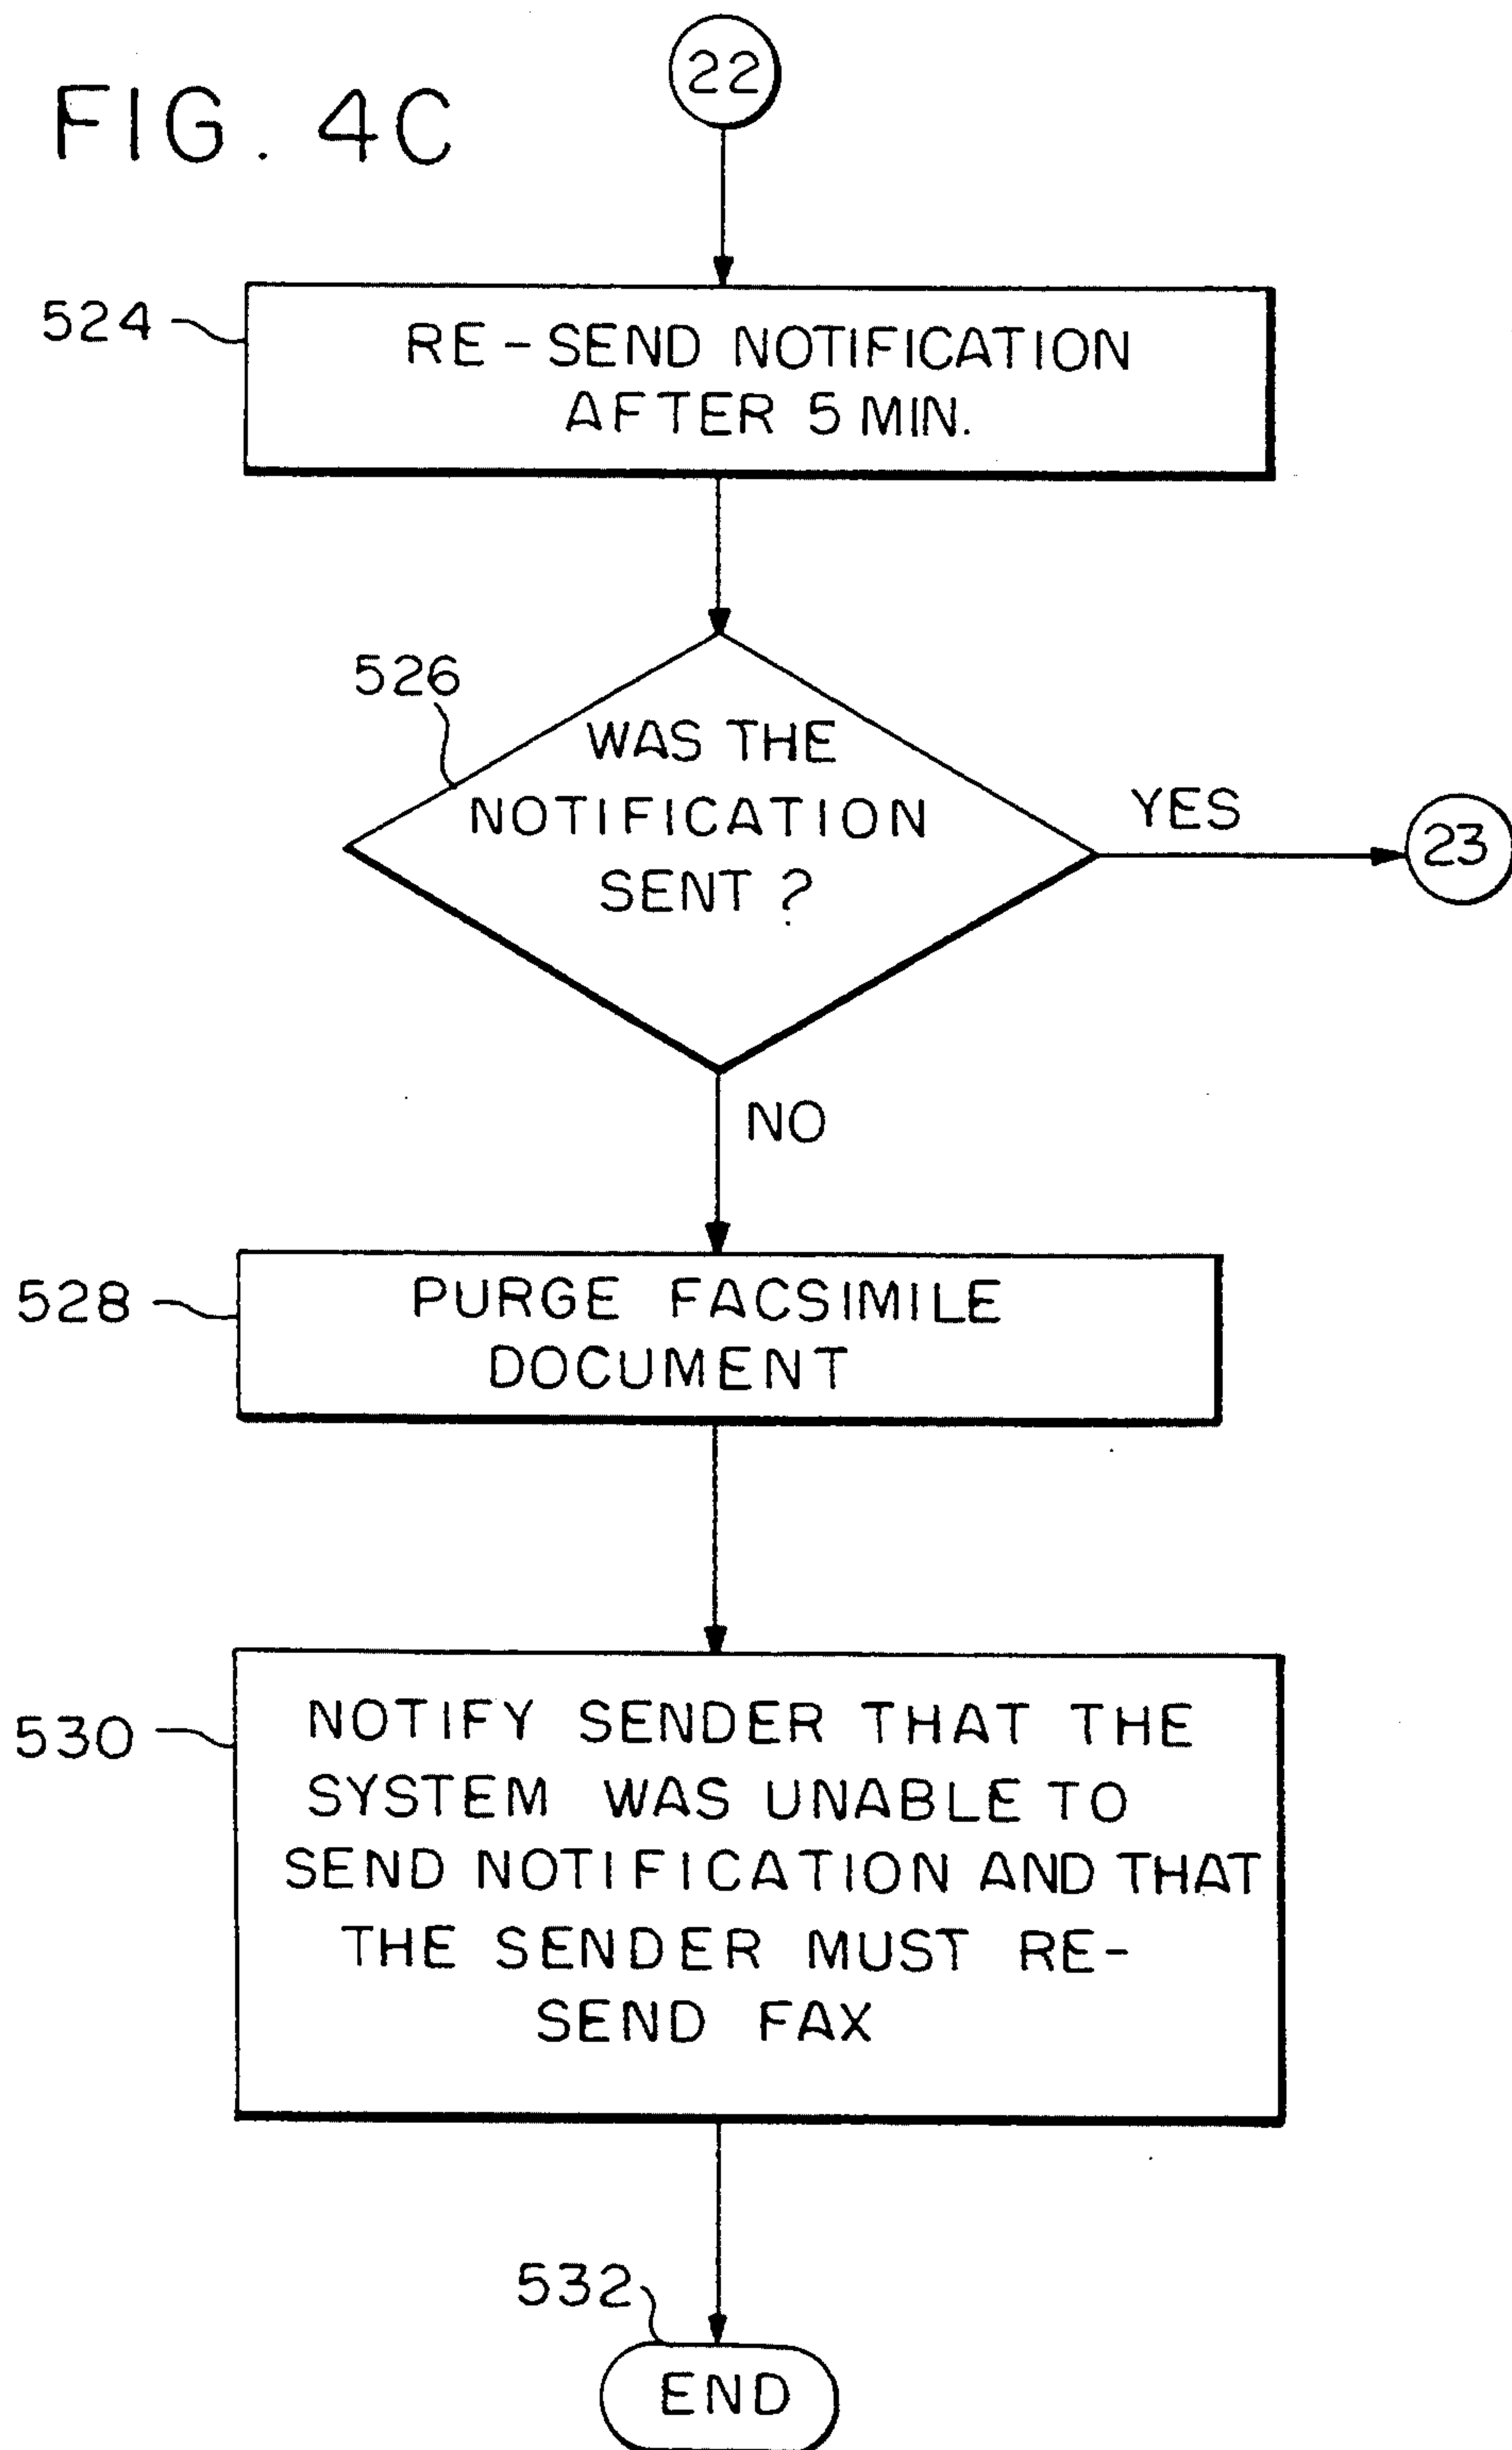 FIG. 4C
22
524
RE-SEND NOTIFICATION
AFTER 5 MIN.
526
WAS THE
NOTIFICATION
SENT ?
YES
23
NO
528
PURGE FACSIMILE
DOCUMENT
530
NOTIFY SENDER THAT THE
SYSTEM WAS UNABLE TO
SEND NOTIFICATION AND THAT
THE SENDER MUST RE-
SEND FAX
532
END